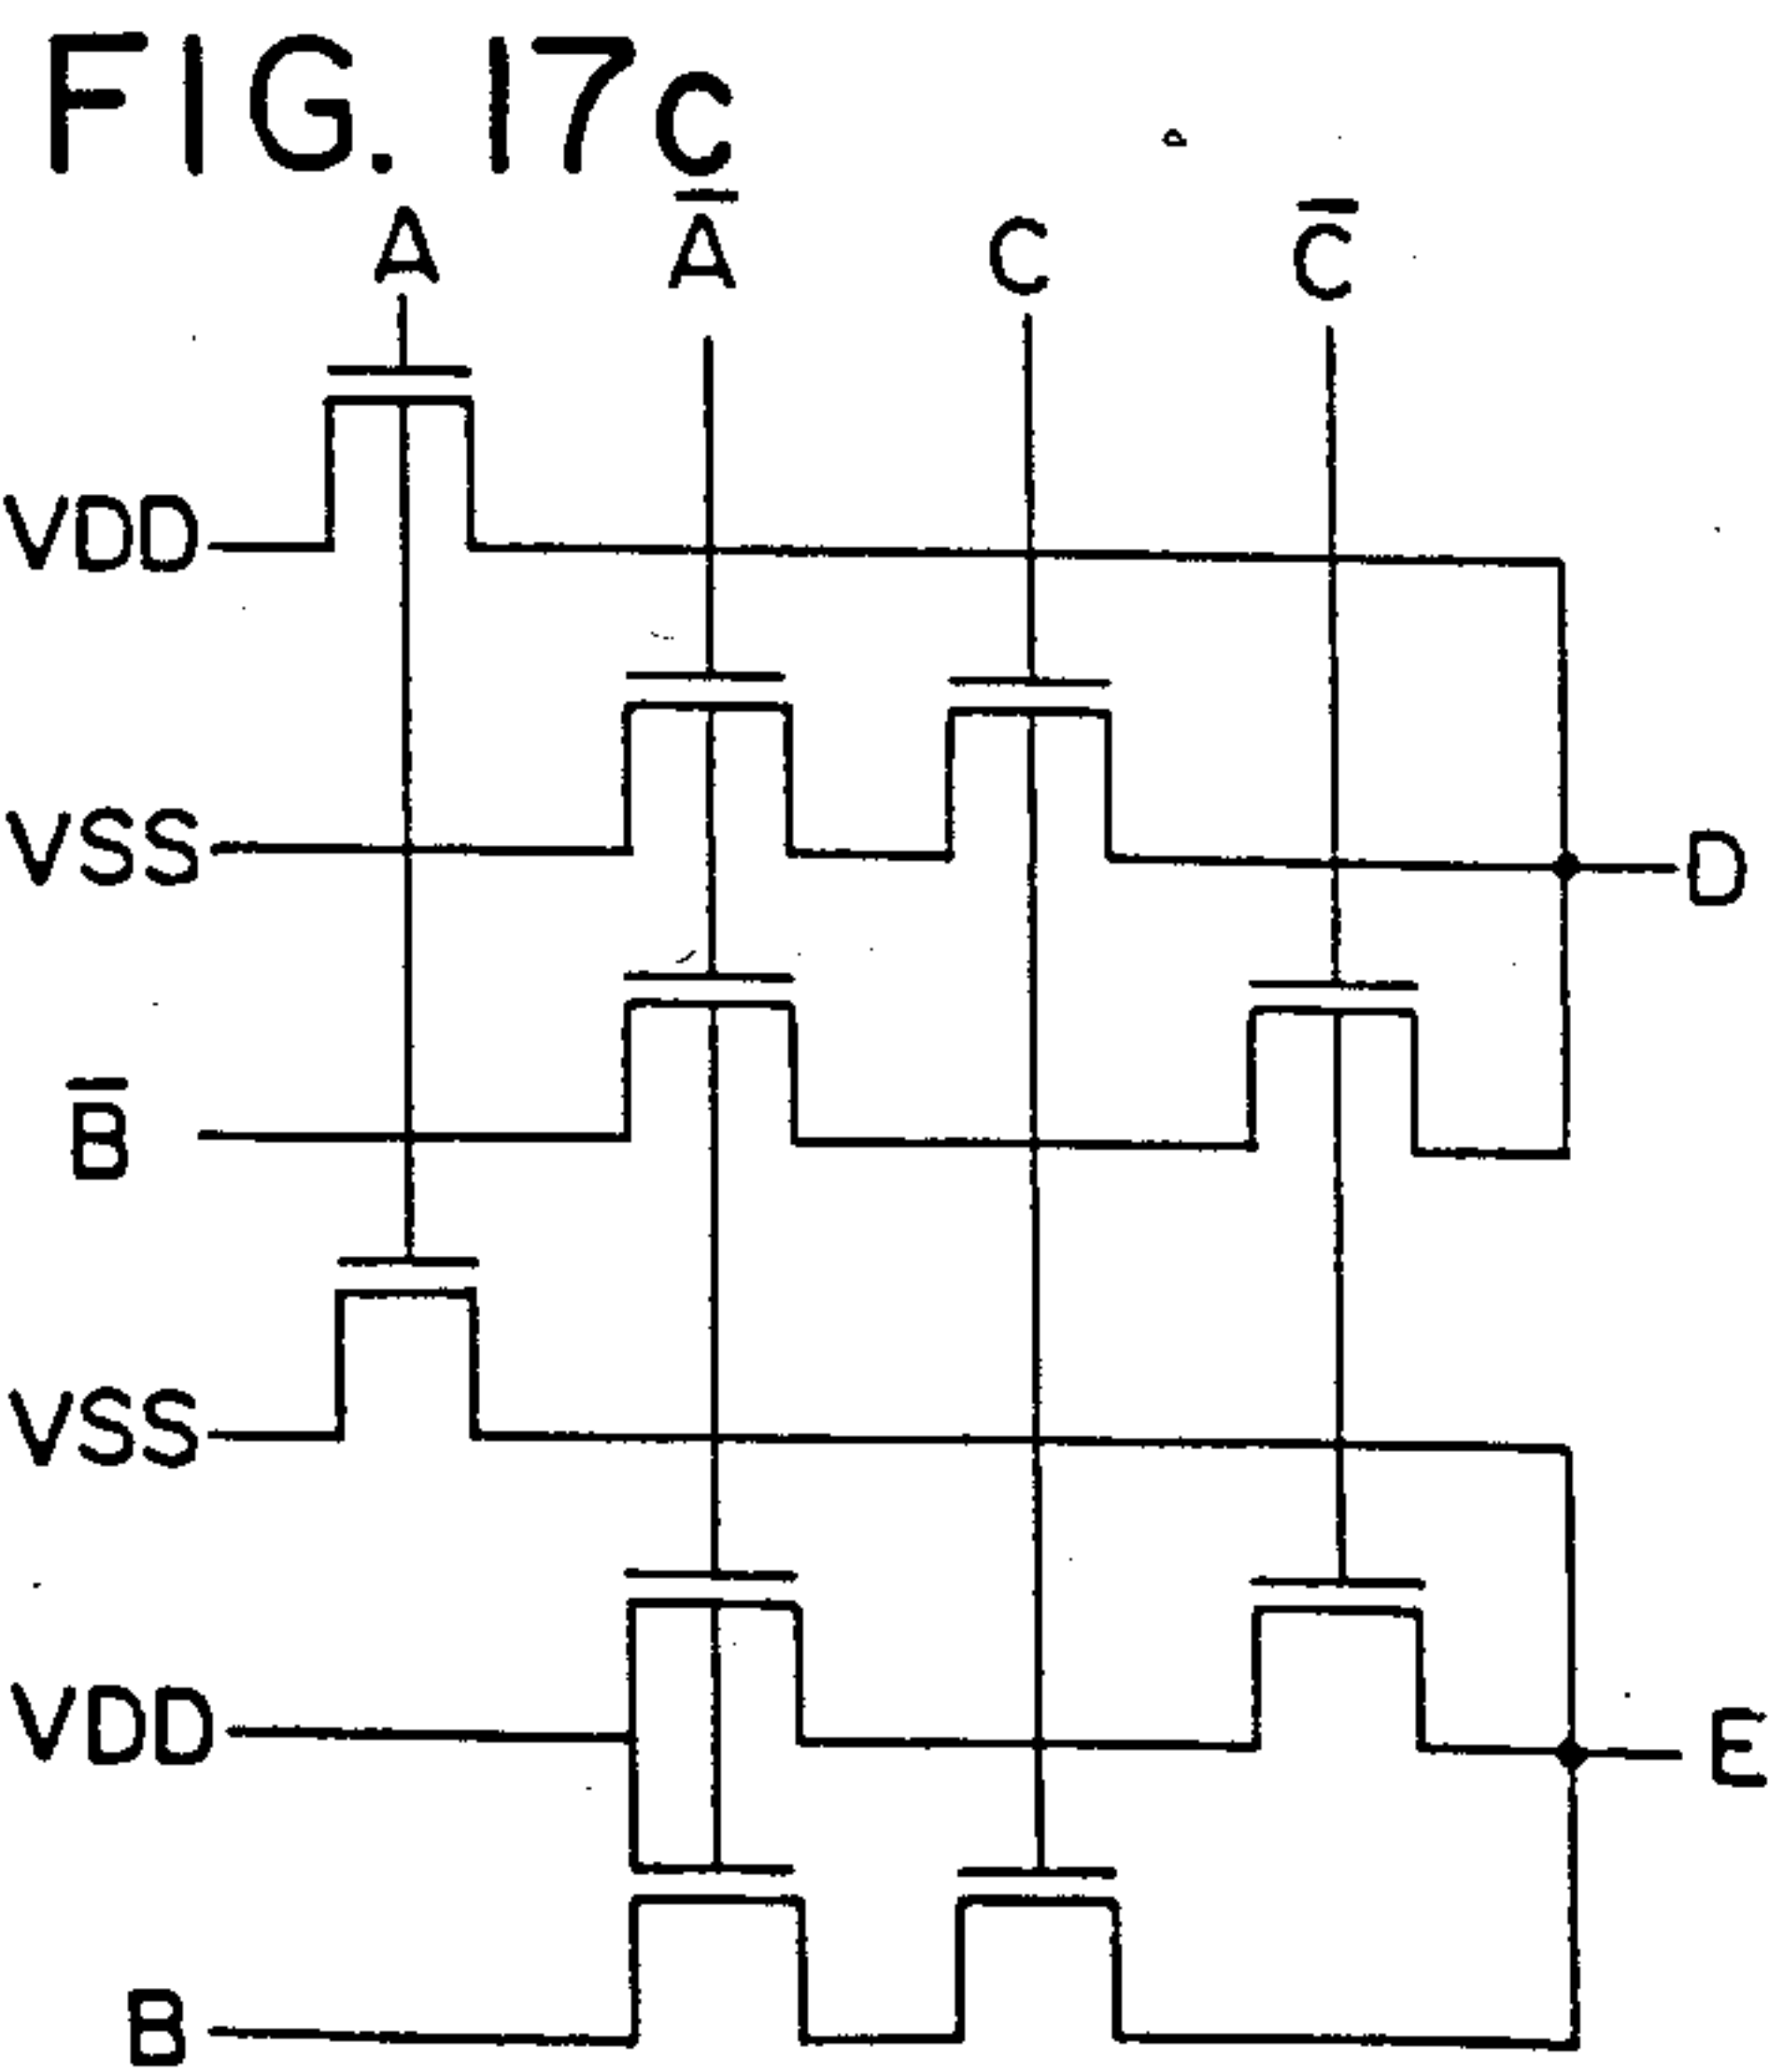 FIG. 17c
A A̅ C C̅
VDD
VSS
D
B̅
VSS
VDD
E
B